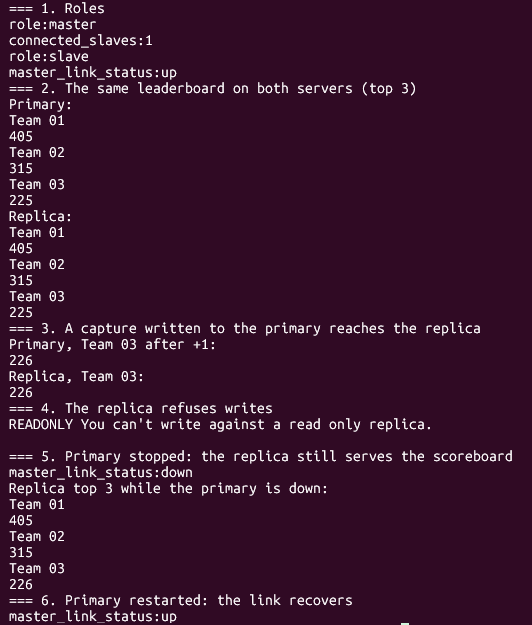 === 1. Roles
role:master
connected_slaves:1
role:slave
master_link_status:up
=== 2. The same leaderboard on both servers (top 3)
Primary:
Team 01
405
Team 02
315
Team 03
225
Replica:
Team 01
405
Team 02
315
Team 03
225
=== 3. A capture written to the primary reaches the replica
Primary, Team 03 after +1:
226
Replica, Team 03:
226
=== 4. The replica refuses writes
READONLY You can't write against a read only replica.
=== 5. Primary stopped: the replica still serves the scoreboard
master_link_status:down
Replica top 3 while the primary is down:
Team 01
405
Team 02
315
Team 03
226
=== 6. Primary restarted: the link recovers
master_link_status:up